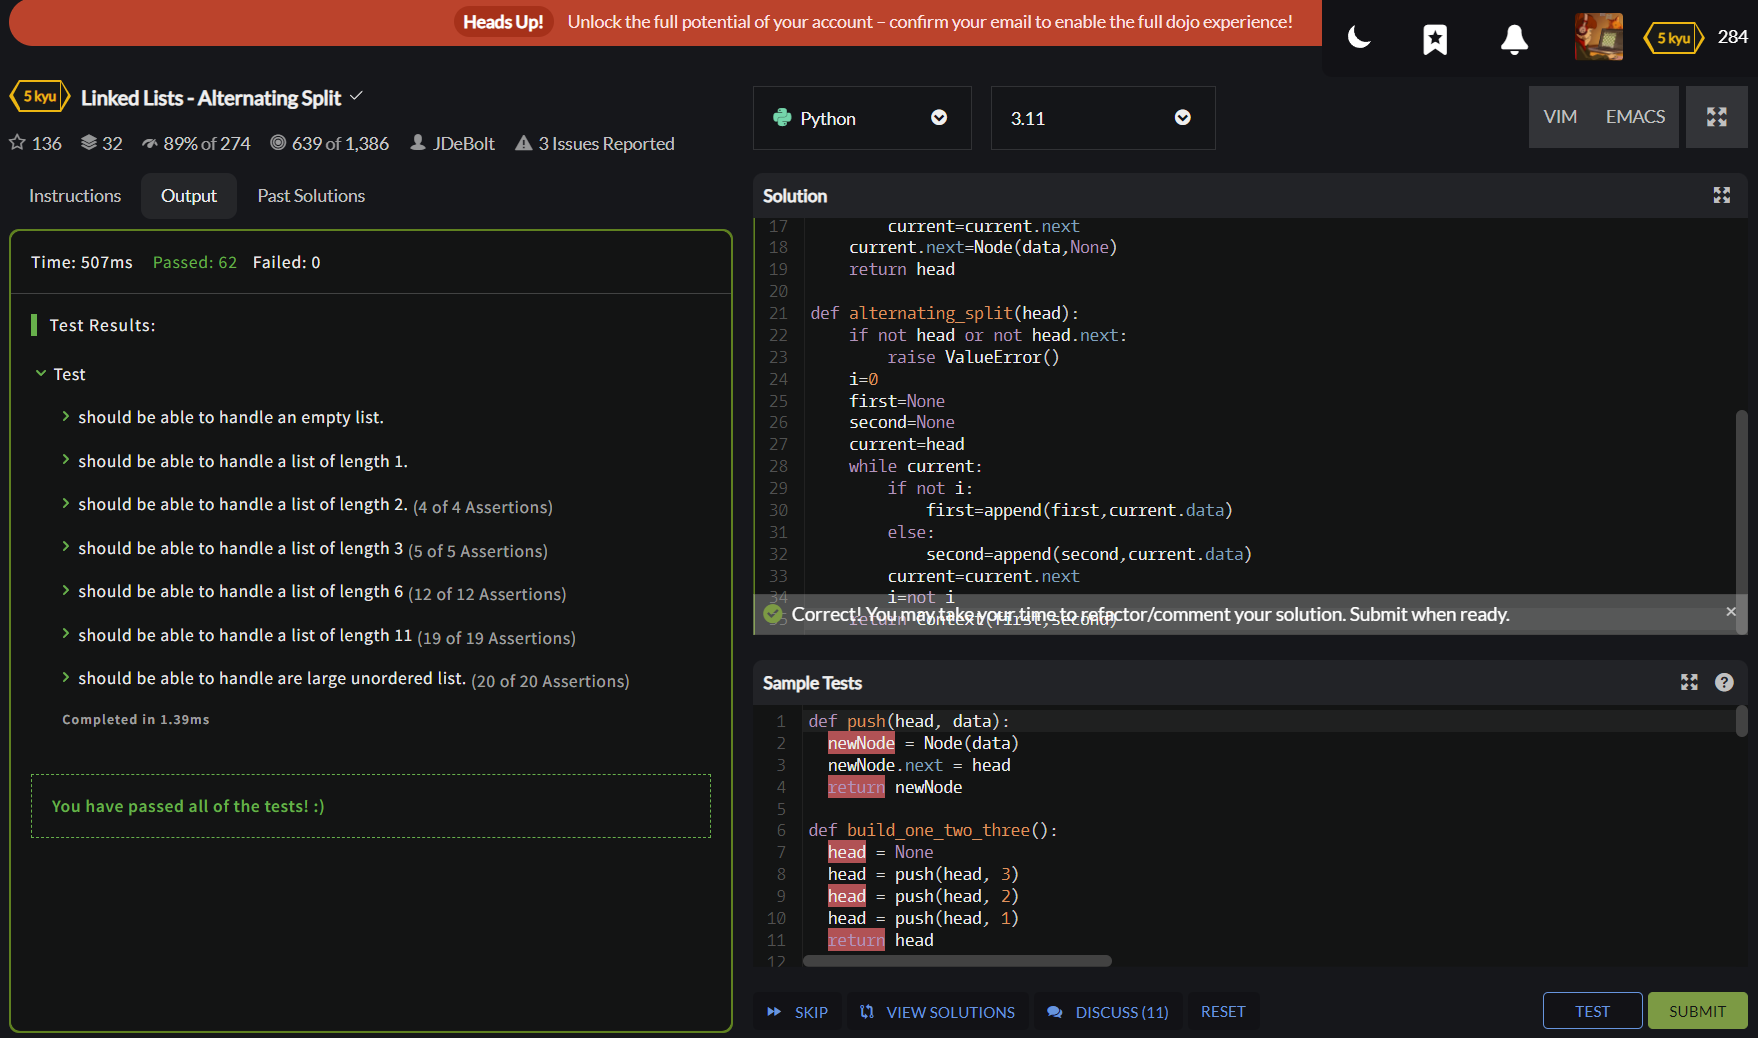 Heads Up! Unlock the full potential of your account – confirm your email to enable the full dojo experience!
5 kyu 284
5 kyu Linked Lists - Alternating Split
136 32 89% of 274 639 of 1,386 JDeBolt 3 Issues Reported
Instructions Output Past Solutions
Time: 507ms Passed: 62 Failed: 0
Test Results:
Test
should be able to handle an empty list.
should be able to handle a list of length 1.
should be able to handle a list of length 2. (4 of 4 Assertions)
should be able to handle a list of length 3 (5 of 5 Assertions)
should be able to handle a list of length 6 (12 of 12 Assertions)
should be able to handle a list of length 11 (19 of 19 Assertions)
should be able to handle are large unordered list. (20 of 20 Assertions)
Completed in 1.39ms
You have passed all of the tests! :)
Python 3.11 VIM EMACS
Solution
17 current=current.next
18 current.next=Node(data,None)
19 return head
20
21 def alternating_split(head):
22 if not head or not head.next:
23 raise ValueError()
24 i=0
25 first=None
26 second=None
27 current=head
28 while current:
29 if not i:
30 first=append(first,current.data)
31 else:
32 second=append(second,current.data)
33 current=current.next
34 i=not i
35 return Context(first,second)
Correct! You may take your time to refactor/comment your solution. Submit when ready. ×
Sample Tests
1 def push(head, data):
2 newNode = Node(data)
3 newNode.next = head
4 return newNode
5
6 def build_one_two_three():
7 head = None
8 head = push(head, 3)
9 head = push(head, 2)
10 head = push(head, 1)
11 return head
12
SKIP VIEW SOLUTIONS DISCUSS (11) RESET TEST SUBMIT